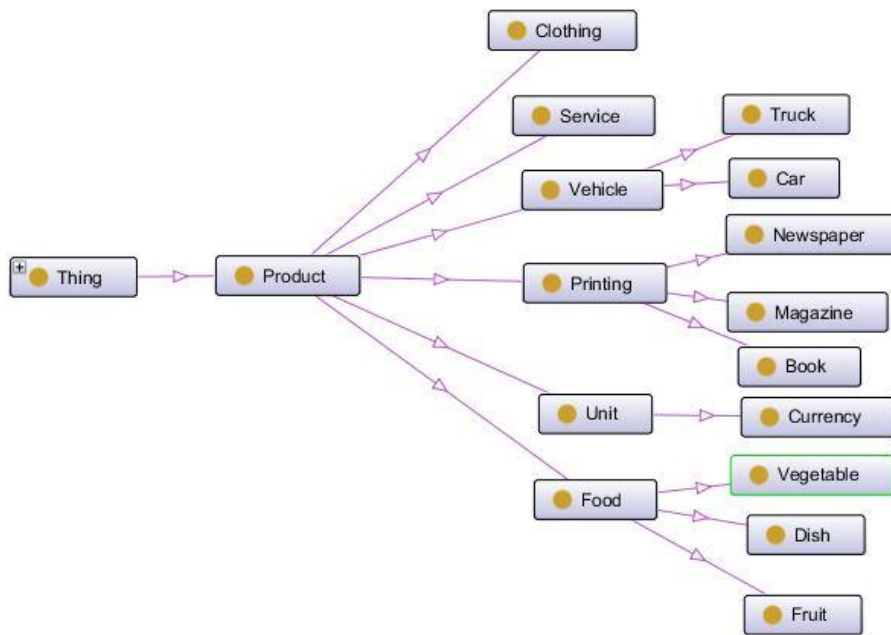 Clothing
Service
Truck
Vehicle
Car
Newspaper
Thing
Product
Printing
Magazine
Book
Unit
Currency
Vegetable
Food
Dish
Fruit